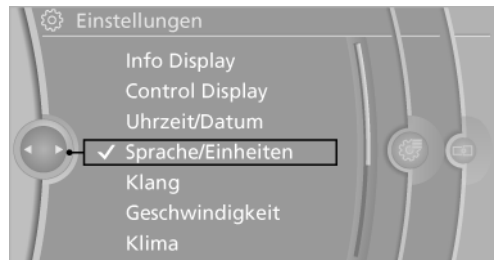 Einstellungen
Info Display
Control Display
Uhrzeit/Datum
Sprache/Einheiten
Klang
Geschwindigkeit
Klima